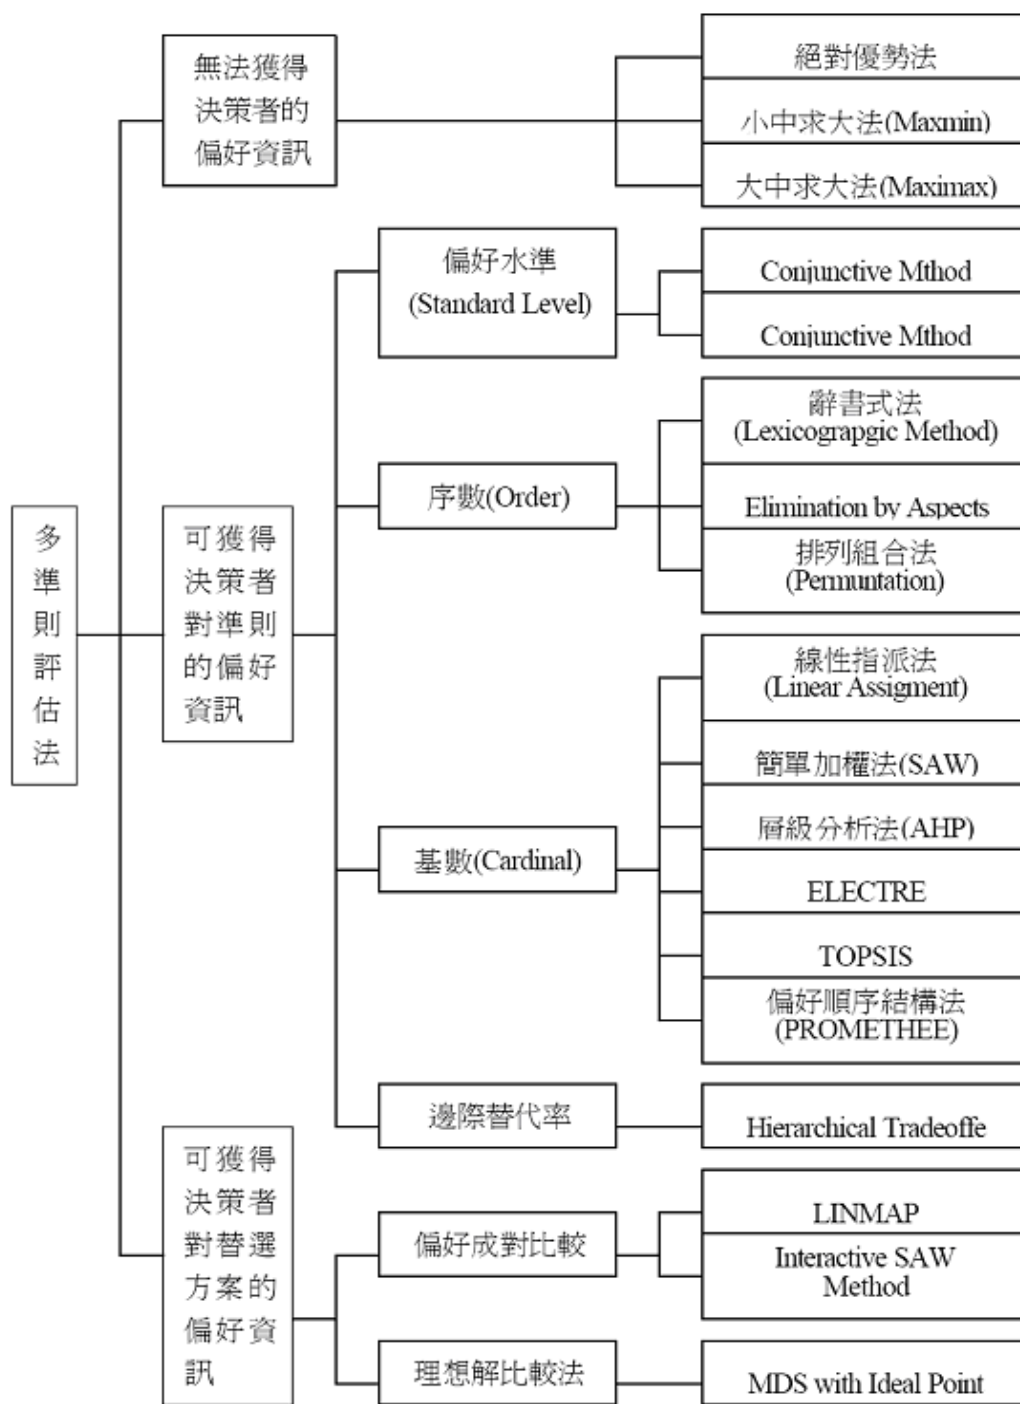 多
準
則
評
估
法
無法獲得
決策者的
偏好資訊
絕對優勢法
小中求大法(Maxmin)
大中求大法(Maximax)
可獲得
決策者
對準則
的偏好
資訊
偏好水準
(Standard Level)
Conjunctive Mthod
Conjunctive Mthod
序數(Order)
辭書式法
(Lexicograpgic Method)
Elimination by Aspects
排列組合法
(Permuntation)
基數(Cardinal)
線性指派法
(Linear Assigment)
簡單加權法(SAW)
層級分析法(AHP)
ELECTRE
TOPSIS
偏好順序結構法
(PROMETHEE)
邊際替代率
Hierarchical Tradeoffe
可獲得
決策者
對替選
方案的
偏好資
訊
偏好成對比較
LINMAP
Interactive SAW
Method
理想解比較法
MDS with Ideal Point